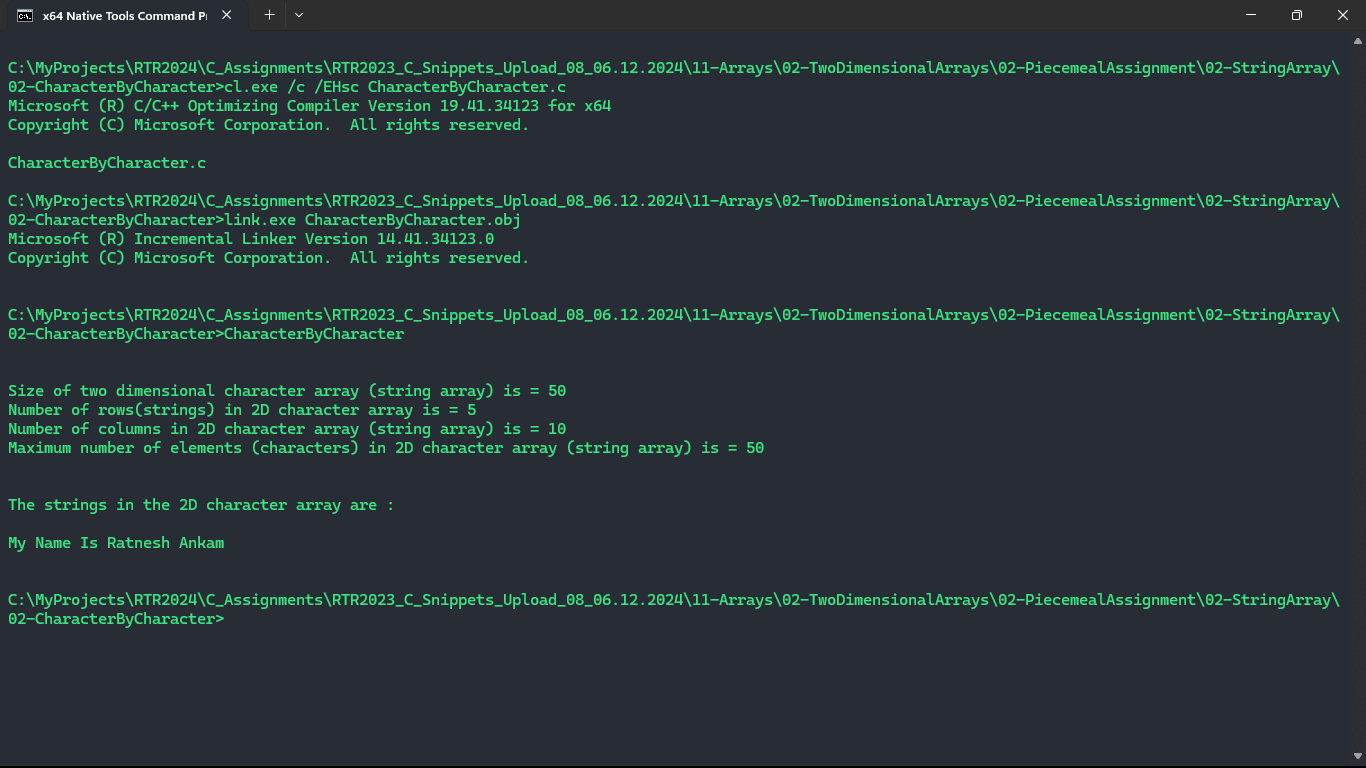 x64 Native Tools Command P
C:\MyProjects\RTR2024\C_Assignments\RTR2023_C_Snippets_Upload_08_06.12.2024\11-Arrays\02-TwoDimensionalArrays\02-PiecemealAssignment\02-StringArray\
02-CharacterByCharacter>cl.exe /c /EHsc CharacterByCharacter.c
Microsoft (R) C/C++ Optimizing Compiler Version 19.41.34123 for x64
Copyright (C) Microsoft Corporation.  All rights reserved.
CharacterByCharacter.c
C:\MyProjects\RTR2024\C_Assignments\RTR2023_C_Snippets_Upload_08_06.12.2024\11-Arrays\02-TwoDimensionalArrays\02-PiecemealAssignment\02-StringArray\
02-CharacterByCharacter>link.exe CharacterByCharacter.obj
Microsoft (R) Incremental Linker Version 14.41.34123.0
Copyright (C) Microsoft Corporation.  All rights reserved.
C:\MyProjects\RTR2024\C_Assignments\RTR2023_C_Snippets_Upload_08_06.12.2024\11-Arrays\02-TwoDimensionalArrays\02-PiecemealAssignment\02-StringArray\
02-CharacterByCharacter>CharacterByCharacter
Size of two dimensional character array (string array) is = 50
Number of rows(strings) in 2D character array is = 5
Number of columns in 2D character array (string array) is = 10
Maximum number of elements (characters) in 2D character array (string array) is = 50
The strings in the 2D character array are :
My Name Is Ratnesh Ankam
C:\MyProjects\RTR2024\C_Assignments\RTR2023_C_Snippets_Upload_08_06.12.2024\11-Arrays\02-TwoDimensionalArrays\02-PiecemealAssignment\02-StringArray\
02-CharacterByCharacter>